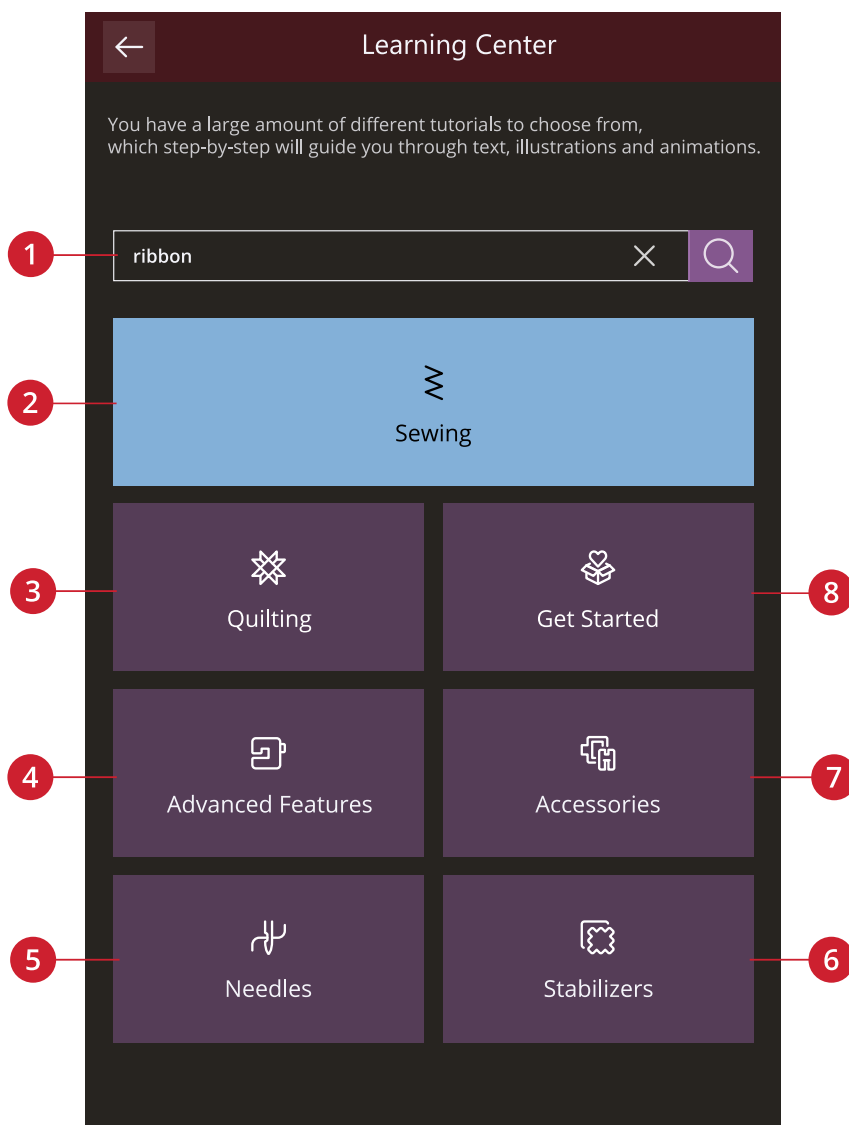 Learning Center
You have a large amount of different tutorials to choose from,
which step-by-step will guide you through text, illustrations and animations.
1
ribbon
2
Sewing
3
Quilting
Get Started
8
4
Advanced Features
Accessories
7
5
Needles
Stabilizers
6